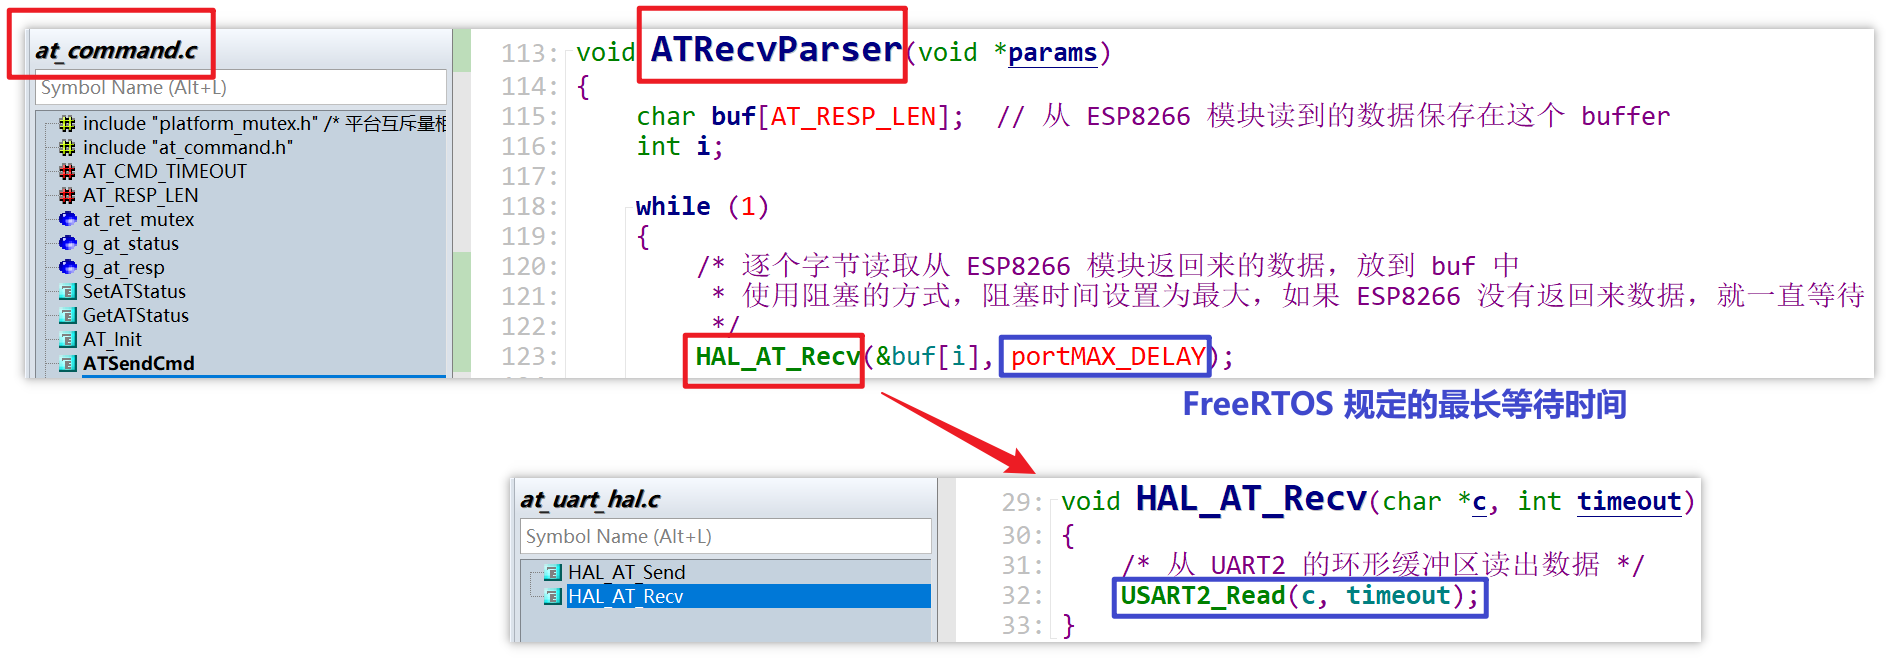 at_command.c
Symbol Name (Alt+L)
include "platform_mutex.h" /* 平台互斥量相
include "at_command.h"
AT_CMD_TIMEOUT
AT_RESP_LEN
at_ret_mutex
g_at_status
g_at_resp
SetATStatus
GetATStatus
AT_Init
ATSendCmd
113: void ATRecvParser(void *params)
114: {
115: char buf[AT_RESP_LEN]; // 从 ESP8266 模块读到的数据保存在这个 buffer
116: int i;
117:
118: while (1)
119: {
120: /* 逐个字节读取从 ESP8266 模块返回来的数据，放到 buf 中
121: * 使用阻塞的方式，阻塞时间设置为最大，如果 ESP8266 没有返回来数据，就一直等待
122: */
123: HAL_AT_Recv(&buf[i], portMAX_DELAY);
FreeRTOS 规定的最长等待时间
at_uart_hal.c
Symbol Name (Alt+L)
HAL_AT_Send
HAL_AT_Recv
29: void HAL_AT_Recv(char *c, int timeout)
30: {
31: /* 从 UART2 的环形缓冲区读出数据 */
32: USART2_Read(c, timeout);
33: }